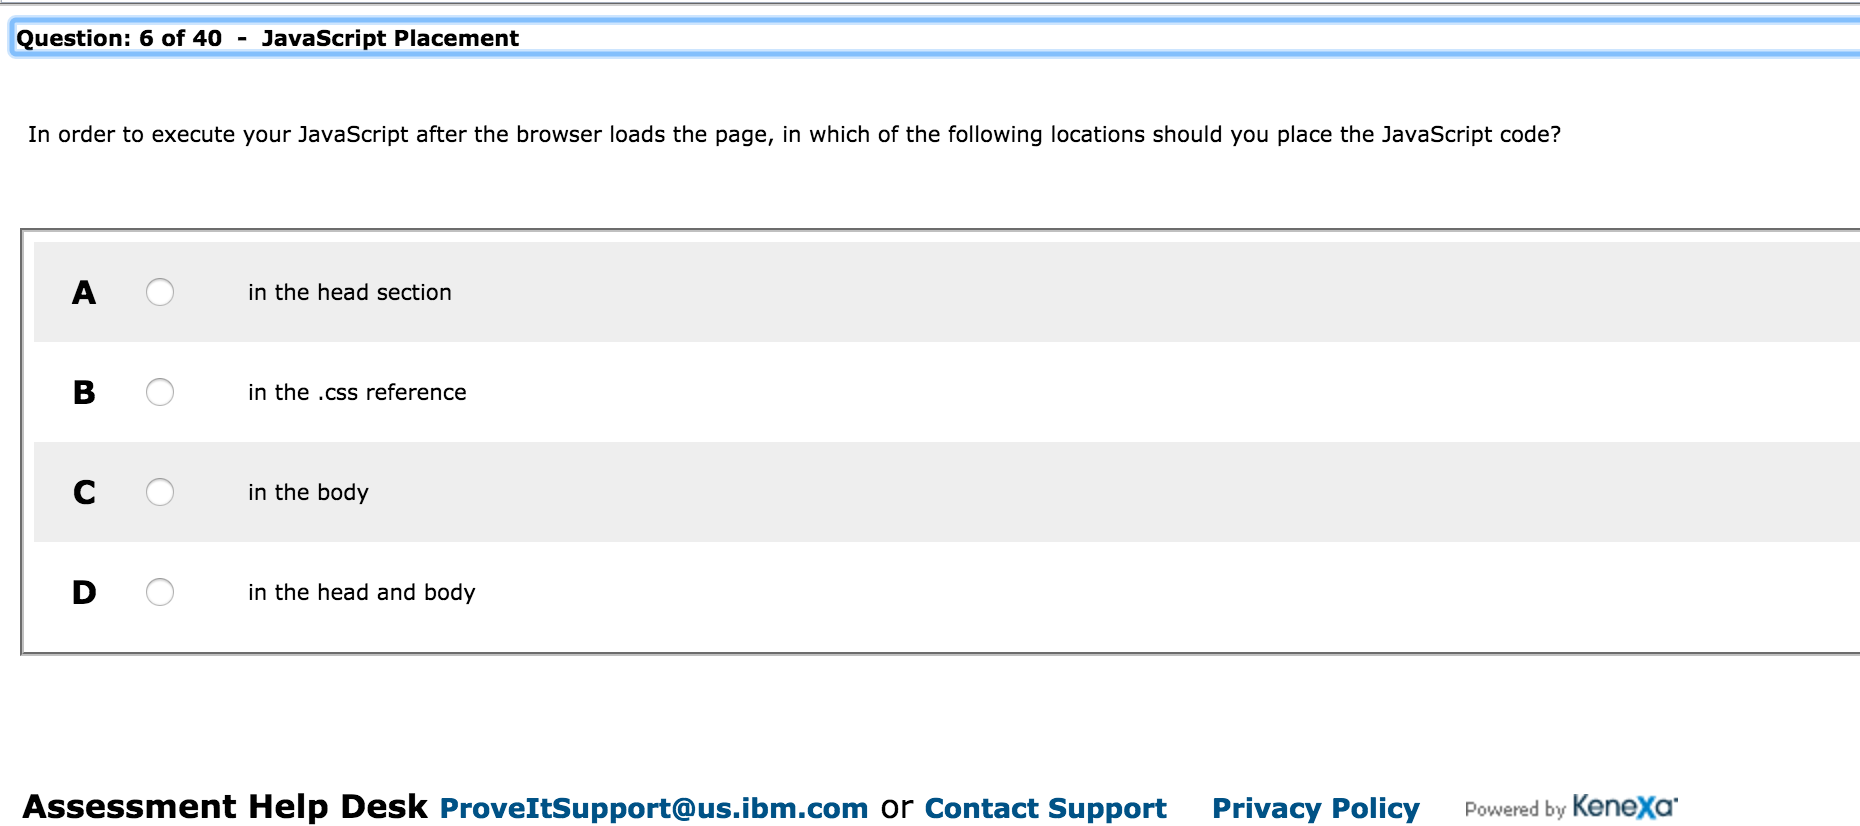 Question: 6 of 40 - JavaScript Placement
In order to execute your JavaScript after the browser loads the page, in which of the following locations should you place the JavaScript code?
A in the head section
B in the .css reference
C in the body
D in the head and body
Assessment Help Desk ProveItSupport@us.ibm.com or Contact Support Privacy Policy Powered by Kenexa